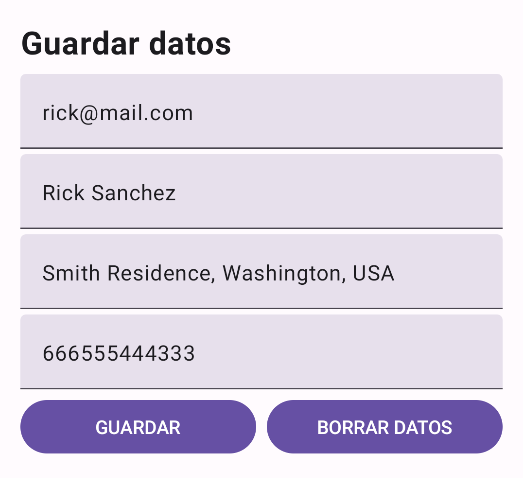 Guardar datos
rick@mail.com
Rick Sanchez
Smith Residence, Washington, USA
666555444333
GUARDAR
BORRAR DATOS